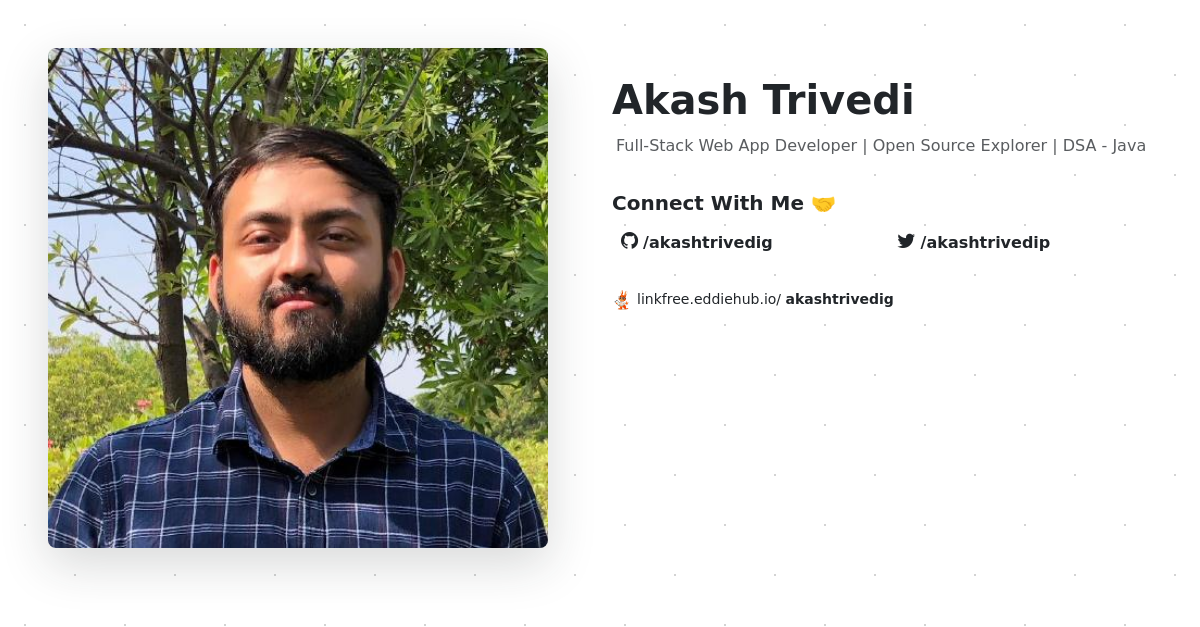 Akash Trivedi
Full-Stack Web App Developer | Open Source Explorer | DSA - Java
Connect With Me 🤝
/akashtrivedig /akashtrivedip
linkfree.eddiehub.io/ akashtrivedig